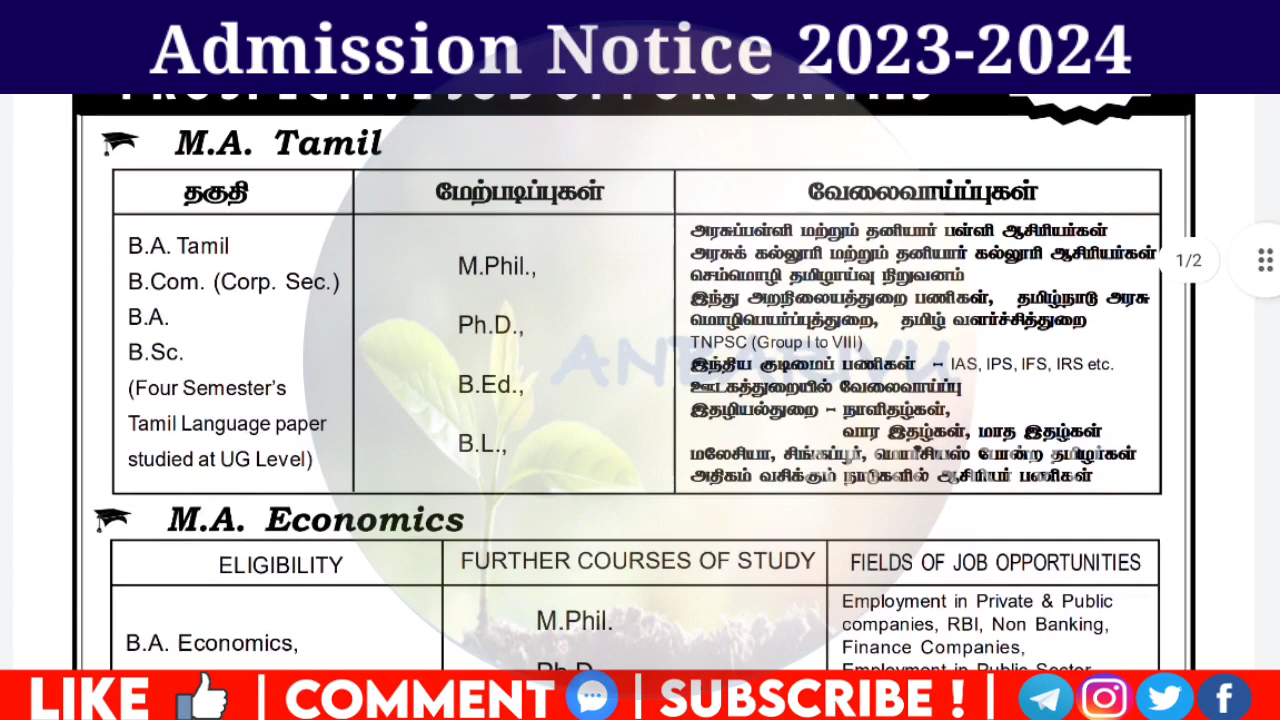 Admission Notice 2023-2024
M.A. Tamil
தகுதி
மேற்படிப்புகள்
வேலைவாய்ப்புகள்
B.A. Tamil
B.Com. (Corp. Sec.)
B.A.
B.Sc.
(Four Semester's
Tamil Language paper
studied at UG Level)
M.Phil.,
Ph.D.,
B.Ed.,
B.L.,
அரசுப்பள்ளி மற்றும் தனியார் பள்ளி ஆசிரியர்கள்
அரசுக் கல்லூரி மற்றும் தனியார் கல்லூரி ஆசிரியர்கள்
செம்மொழி தமிழாய்வு நிறுவனம்
இந்து அறநிலையத்துறை பணிகள், தமிழ்நாடு அரசு
மொழிபெயர்ப்புத்துறை, தமிழ் வளர்ச்சித்துறை
TNPSC (Group I to VIII)
இந்திய குடிமைப் பணிகள் – IAS, IPS, IFS, IRS etc.
ஊடகத்துறையில் வேலைவாய்ப்பு
இதழியல்துறை – நாளிதழ்கள்,
வார இதழ்கள், மாத இதழ்கள்
மலேசியா, சிங்கப்பூர், மொரீசியஸ் போன்ற தமிழர்கள்
அதிகம் வசிக்கும் நாடுகளில் ஆசிரியர் பணிகள்
1/2
M.A. Economics
ELIGIBILITY
FURTHER COURSES OF STUDY
FIELDS OF JOB OPPORTUNITIES
B.A. Economics,
M.Phil.
Ph.D.
Employment in Private & Public
companies, RBI, Non Banking,
Finance Companies,
Employment in Public Sector
LIKE | COMMENT | SUBSCRIBE ! |